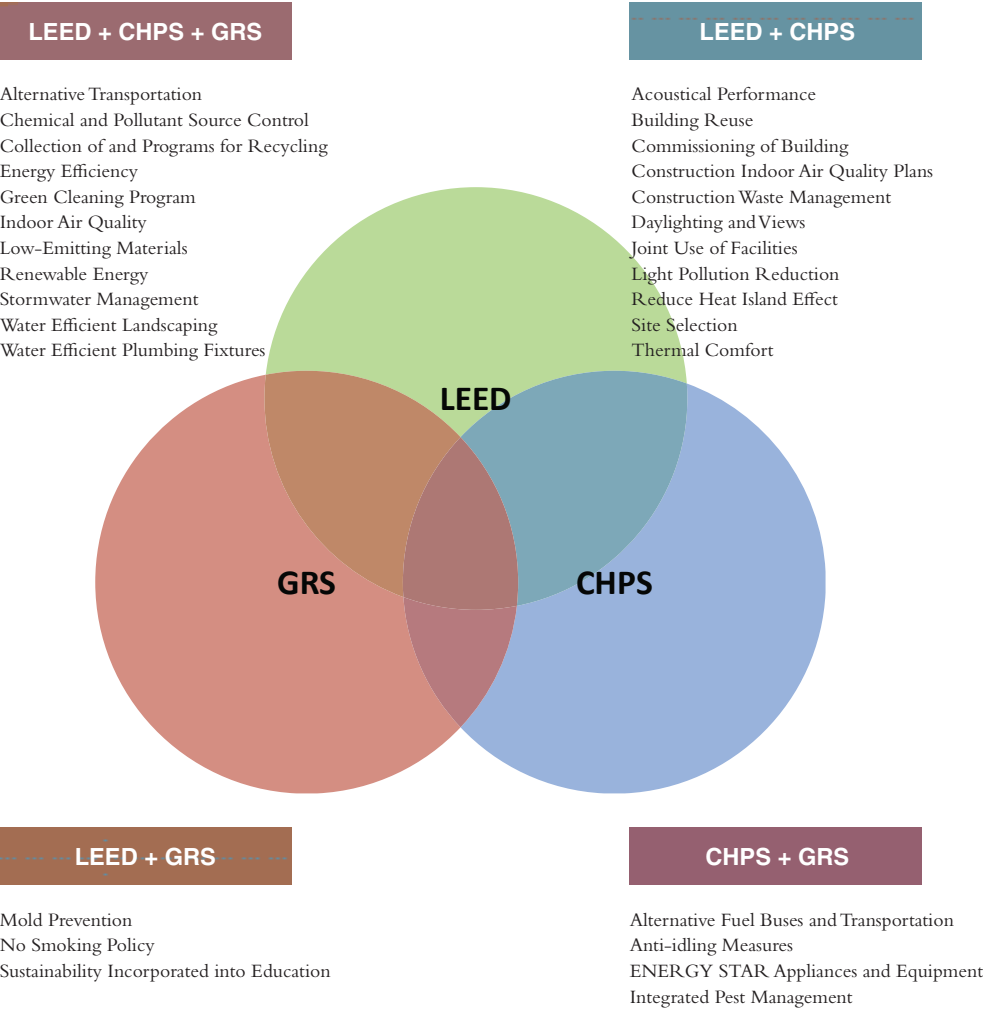 LEED + CHPS + GRS
Alternative Transportation
Chemical and Pollutant Source Control
Collection of and Programs for Recycling
Energy Efficiency
Green Cleaning Program
Indoor Air Quality
Low-Emitting Materials
Renewable Energy
Stormwater Management
Water Efficient Landscaping
Water Efficient Plumbing Fixtures
LEED + CHPS
Acoustical Performance
Building Reuse
Commissioning of Building
Construction Indoor Air Quality Plans
Construction Waste Management
Daylighting and Views
Joint Use of Facilities
Light Pollution Reduction
Reduce Heat Island Effect
Site Selection
Thermal Comfort
LEED
GRS
CHPS
LEED + GRS
Mold Prevention
No Smoking Policy
Sustainability Incorporated into Education
CHPS + GRS
Alternative Fuel Buses and Transportation
Anti-idling Measures
ENERGY STAR Appliances and Equipment
Integrated Pest Management